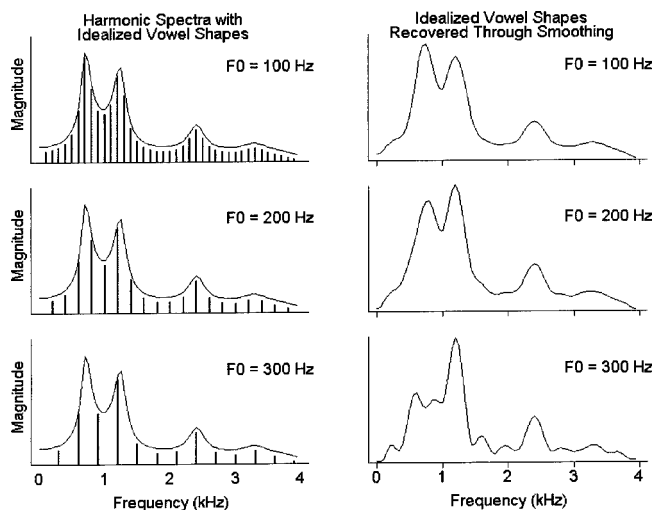 Harmonic Spectra with
Idealized Vowel Shapes
Magnitude
F0 = 100 Hz
Magnitude
F0 = 200 Hz
Magnitude
F0 = 300 Hz
0 1 2 3 4
Frequency (kHz)
Idealized Vowel Shapes
Recovered Through Smoothing
F0 = 100 Hz
F0 = 200 Hz
F0 = 300 Hz
0 1 2 3 4
Frequency (kHz)